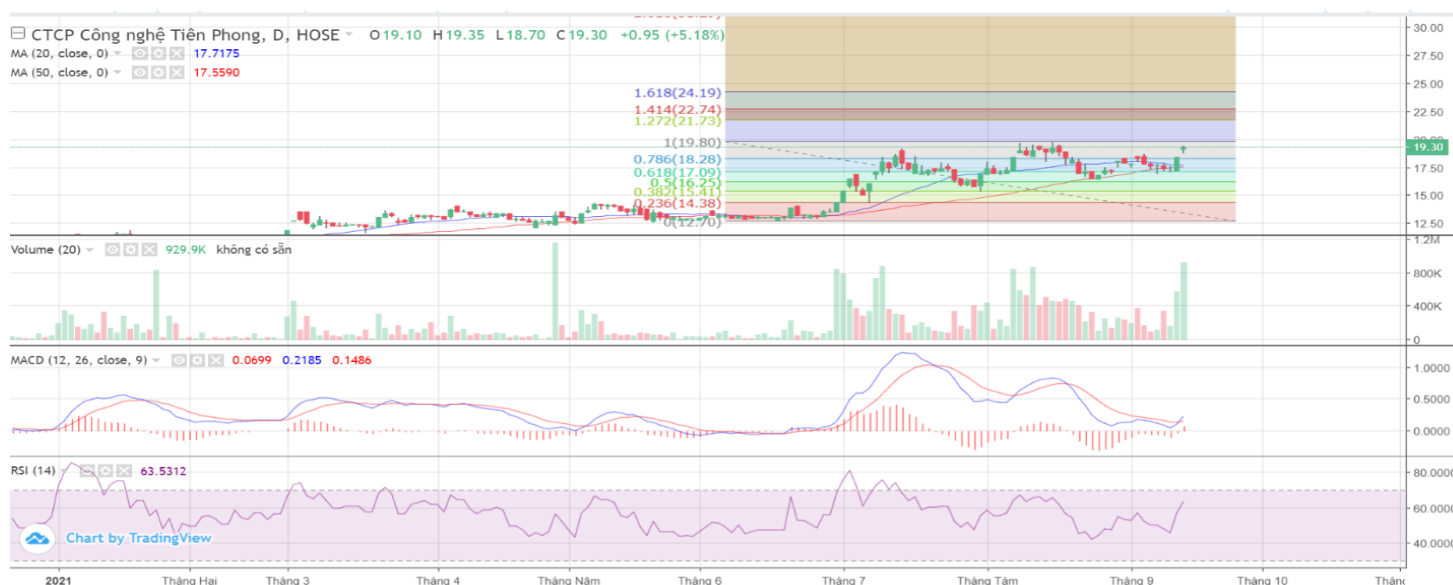 CTCP Công nghệ Tiên Phong, D, HOSE O19.10 H19.35 L18.70 C19.30 +0.95 (+5.18%)
MA (20, close, 0) 17.7175
MA (50, close, 0) 17.5590
1.618(24.19)
1.414(22.74)
1.272(21.73)
1(19.80)
0.786(18.28)
0.618(17.09)
0.5(16.25)
0.382(15.41)
0.236(14.38)
0(12.70)
30.00
27.50
25.00
22.50
20.00
19.30
17.50
15.00
12.50
Volume (20) 929.9K không có sẵn
1.2M
800K
400K
0
MACD (12, 26, close, 9) 0.0699 0.2185 0.1486
1.0000
0.5000
0.0000
RSI (14) 63.5312
80.0000
60.0000
40.0000
Chart by TradingView
2021 Tháng Hai Tháng 3 Tháng 4 Tháng Năm Tháng 6 Tháng 7 Tháng Tám Tháng 9 Tháng 10